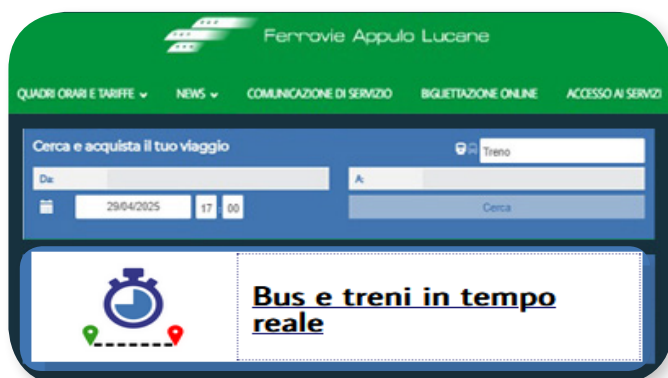 Ferrovie Appulo Lucane
QUADRI ORARI E TARIFFE NEWS COMUNICAZIONE DI SERVIZIO BIGLIETTAZIONE ONLINE ACCESSO AI SERVIZI
Cerca e acquista il tuo viaggio
Treno
Da: A:
29/04/2025 17 : 00 Cerca
Bus e treni in tempo
reale